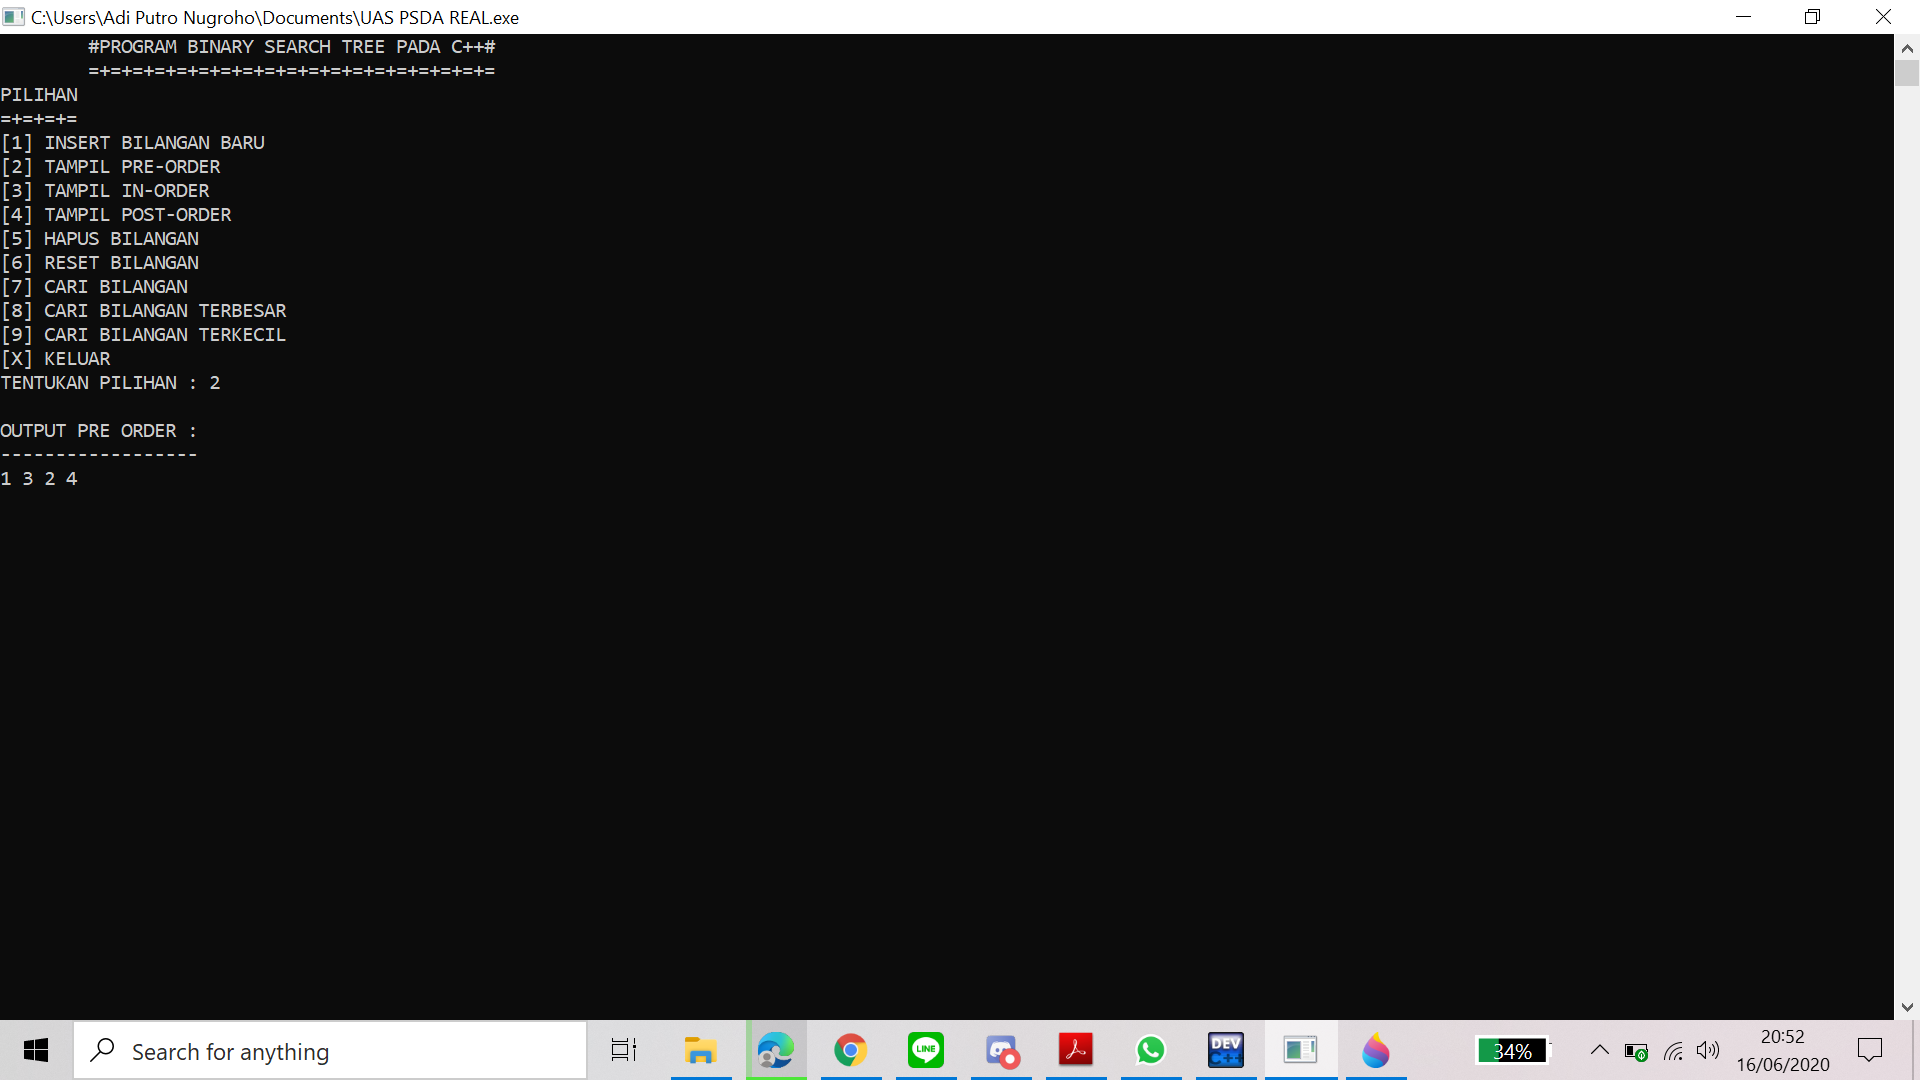 C:\Users\Adi Putro Nugroho\Documents\UAS PSDA REAL.exe
#PROGRAM BINARY SEARCH TREE PADA C++#
=+=+=+=+=+=+=+=+=+=+=+=+=+=+=+=+=+=+=
PILIHAN
=+=+=+=
[1] INSERT BILANGAN BARU
[2] TAMPIL PRE-ORDER
[3] TAMPIL IN-ORDER
[4] TAMPIL POST-ORDER
[5] HAPUS BILANGAN
[6] RESET BILANGAN
[7] CARI BILANGAN
[8] CARI BILANGAN TERBESAR
[9] CARI BILANGAN TERKECIL
[X] KELUAR
TENTUKAN PILIHAN : 2
OUTPUT PRE ORDER :
------------------
1 3 2 4
Search for anything
LINE
DEV
C++
34%
20:52
16/06/2020